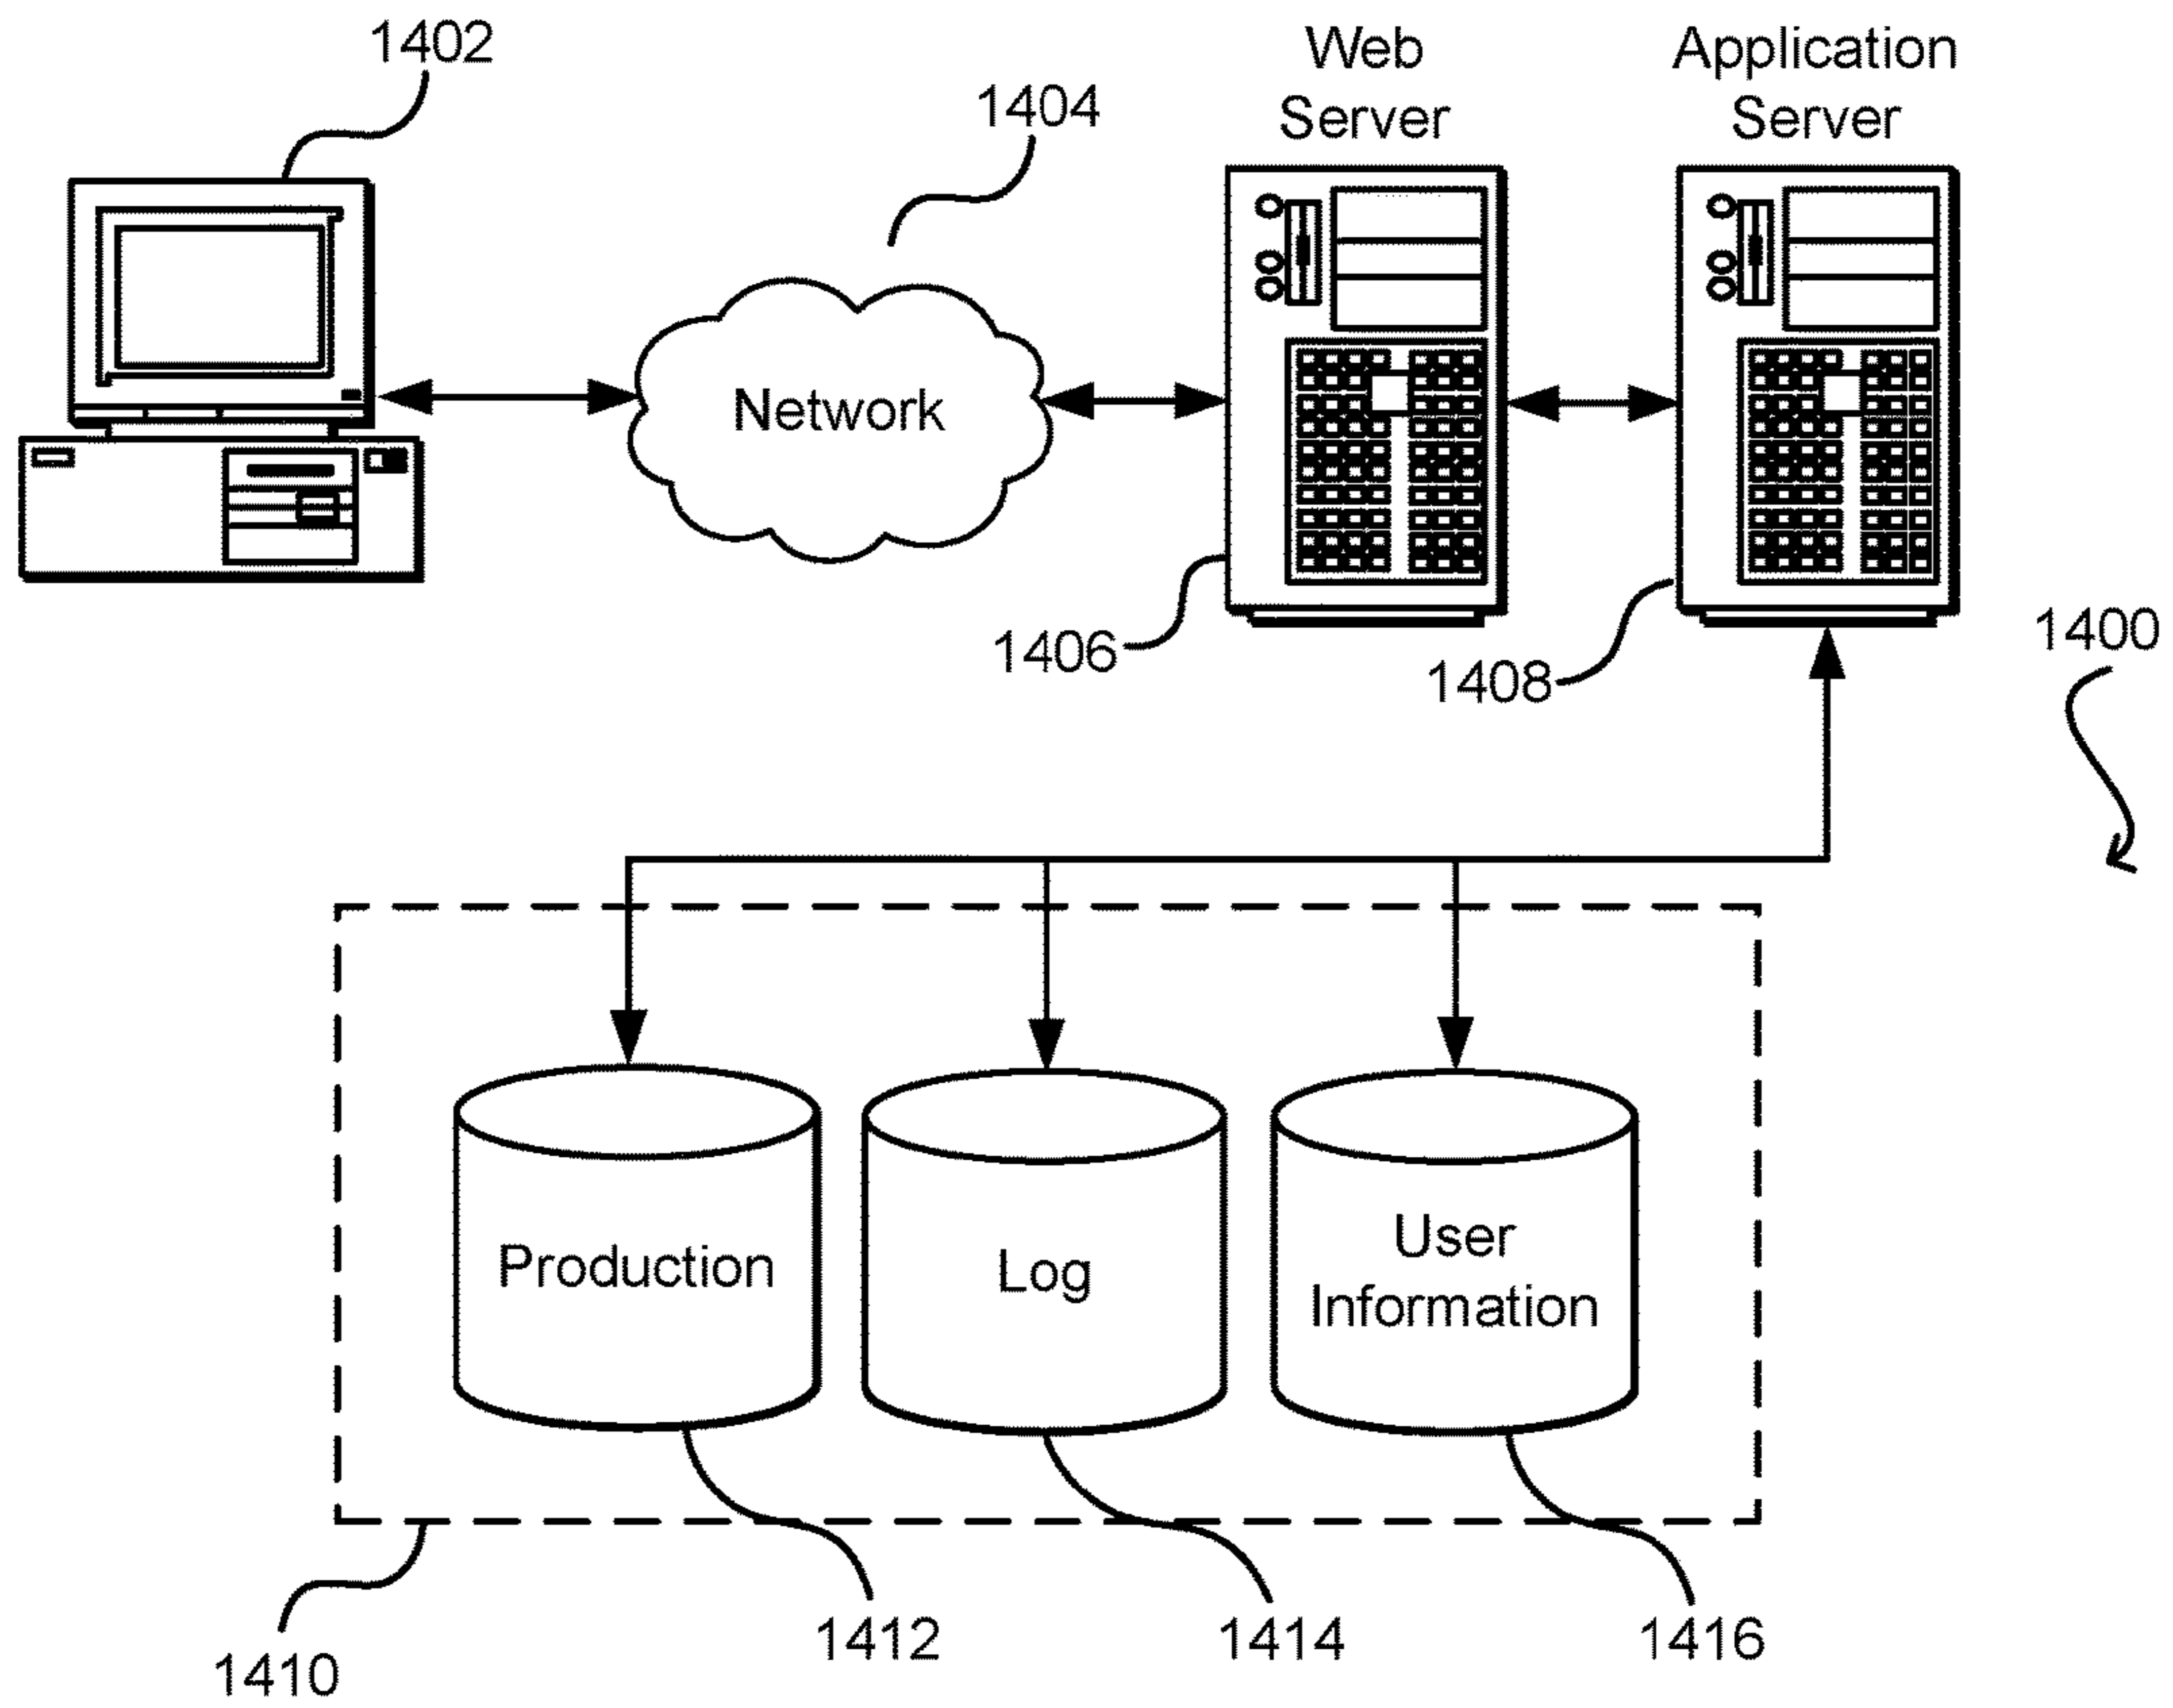 1402
1404
Web
Server
Application
Server
Network
1406
1408
1400
Production
Log
User
Information
1410
1412
1414
1416